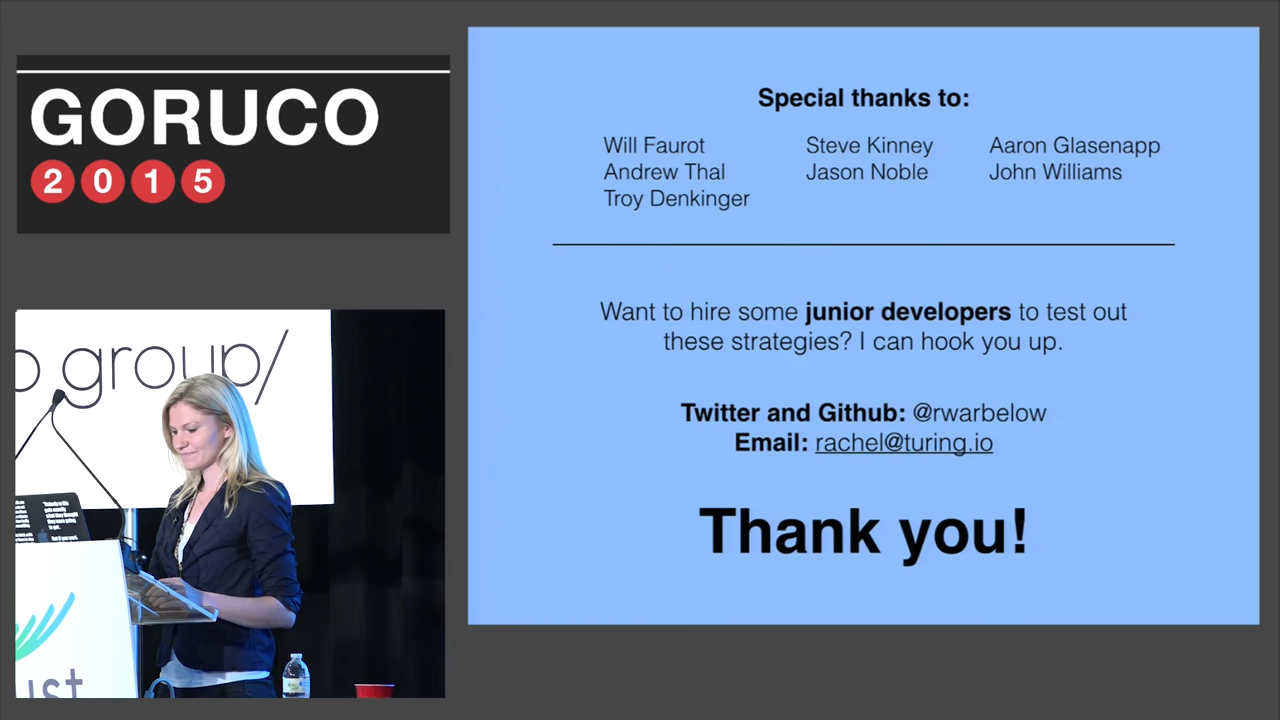 GORUCO
2015
Special thanks to:
Will Faurot Steve Kinney Aaron Glasenapp
Andrew Thal Jason Noble John Williams
Troy Denkinger
Want to hire some junior developers to test out
these strategies? I can hook you up.
Twitter and Github: @rwarbelow
Email: rachel@turing.io
Thank you!
group/
ust